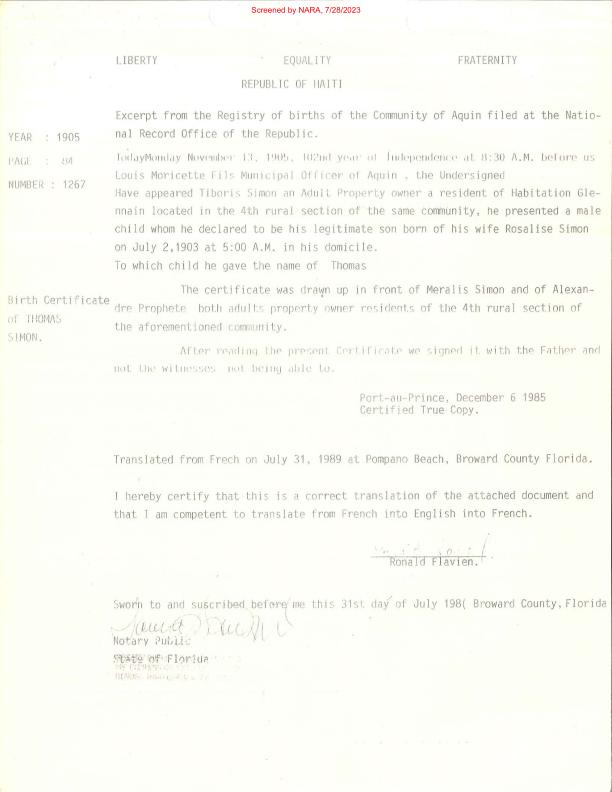 Screened by NARA, 7/28/2023
LIBERTY EQUALITY FRATERNITY
REPUBLIC OF HAITI
Excerpt from the Registry of births of the Community of Aquin filed at the Natio-
YEAR : 1905 nal Record Office of the Republic.
PAGE : 84 TodayMonday November 13, 1905, 102nd year of Independence at 8:30 A.M. before us
Louis Moricette Fils Municipal Officer of Aquin , the Undersigned
NUMBER : 1267
Have appeared Tiboris Simon an Adult Property owner a resident of Habitation Gle-
nnain located in the 4th rural section of the same community, he presented a male
child whom he declared to be his legitimate son born of his wife Rosalise Simon
on July 2,1903 at 5:00 A.M. in his domicile.
To which child he gave the name of Thomas
The certificate was drawn up in front of Meralis Simon and of Alexan-
Birth Certificate dre Prophete both adults property owner residents of the 4th rural section of
of THOMAS the aforementioned community.
SIMON.
After reading the present Certificate we signed it with the Father and
not the witnesses not being able to.
Port-au-Prince, December 6 1985
Certified True Copy.
Translated from Frech on July 31, 1989 at Pompano Beach, Broward County Florida.
I hereby certify that this is a correct translation of the attached document and
that I am competent to translate from French into English into French.
Ronald Flavien.
Sworn to and suscribed before me this 31st day of July 198( Broward County, Florida
Notary Public
State of Florida